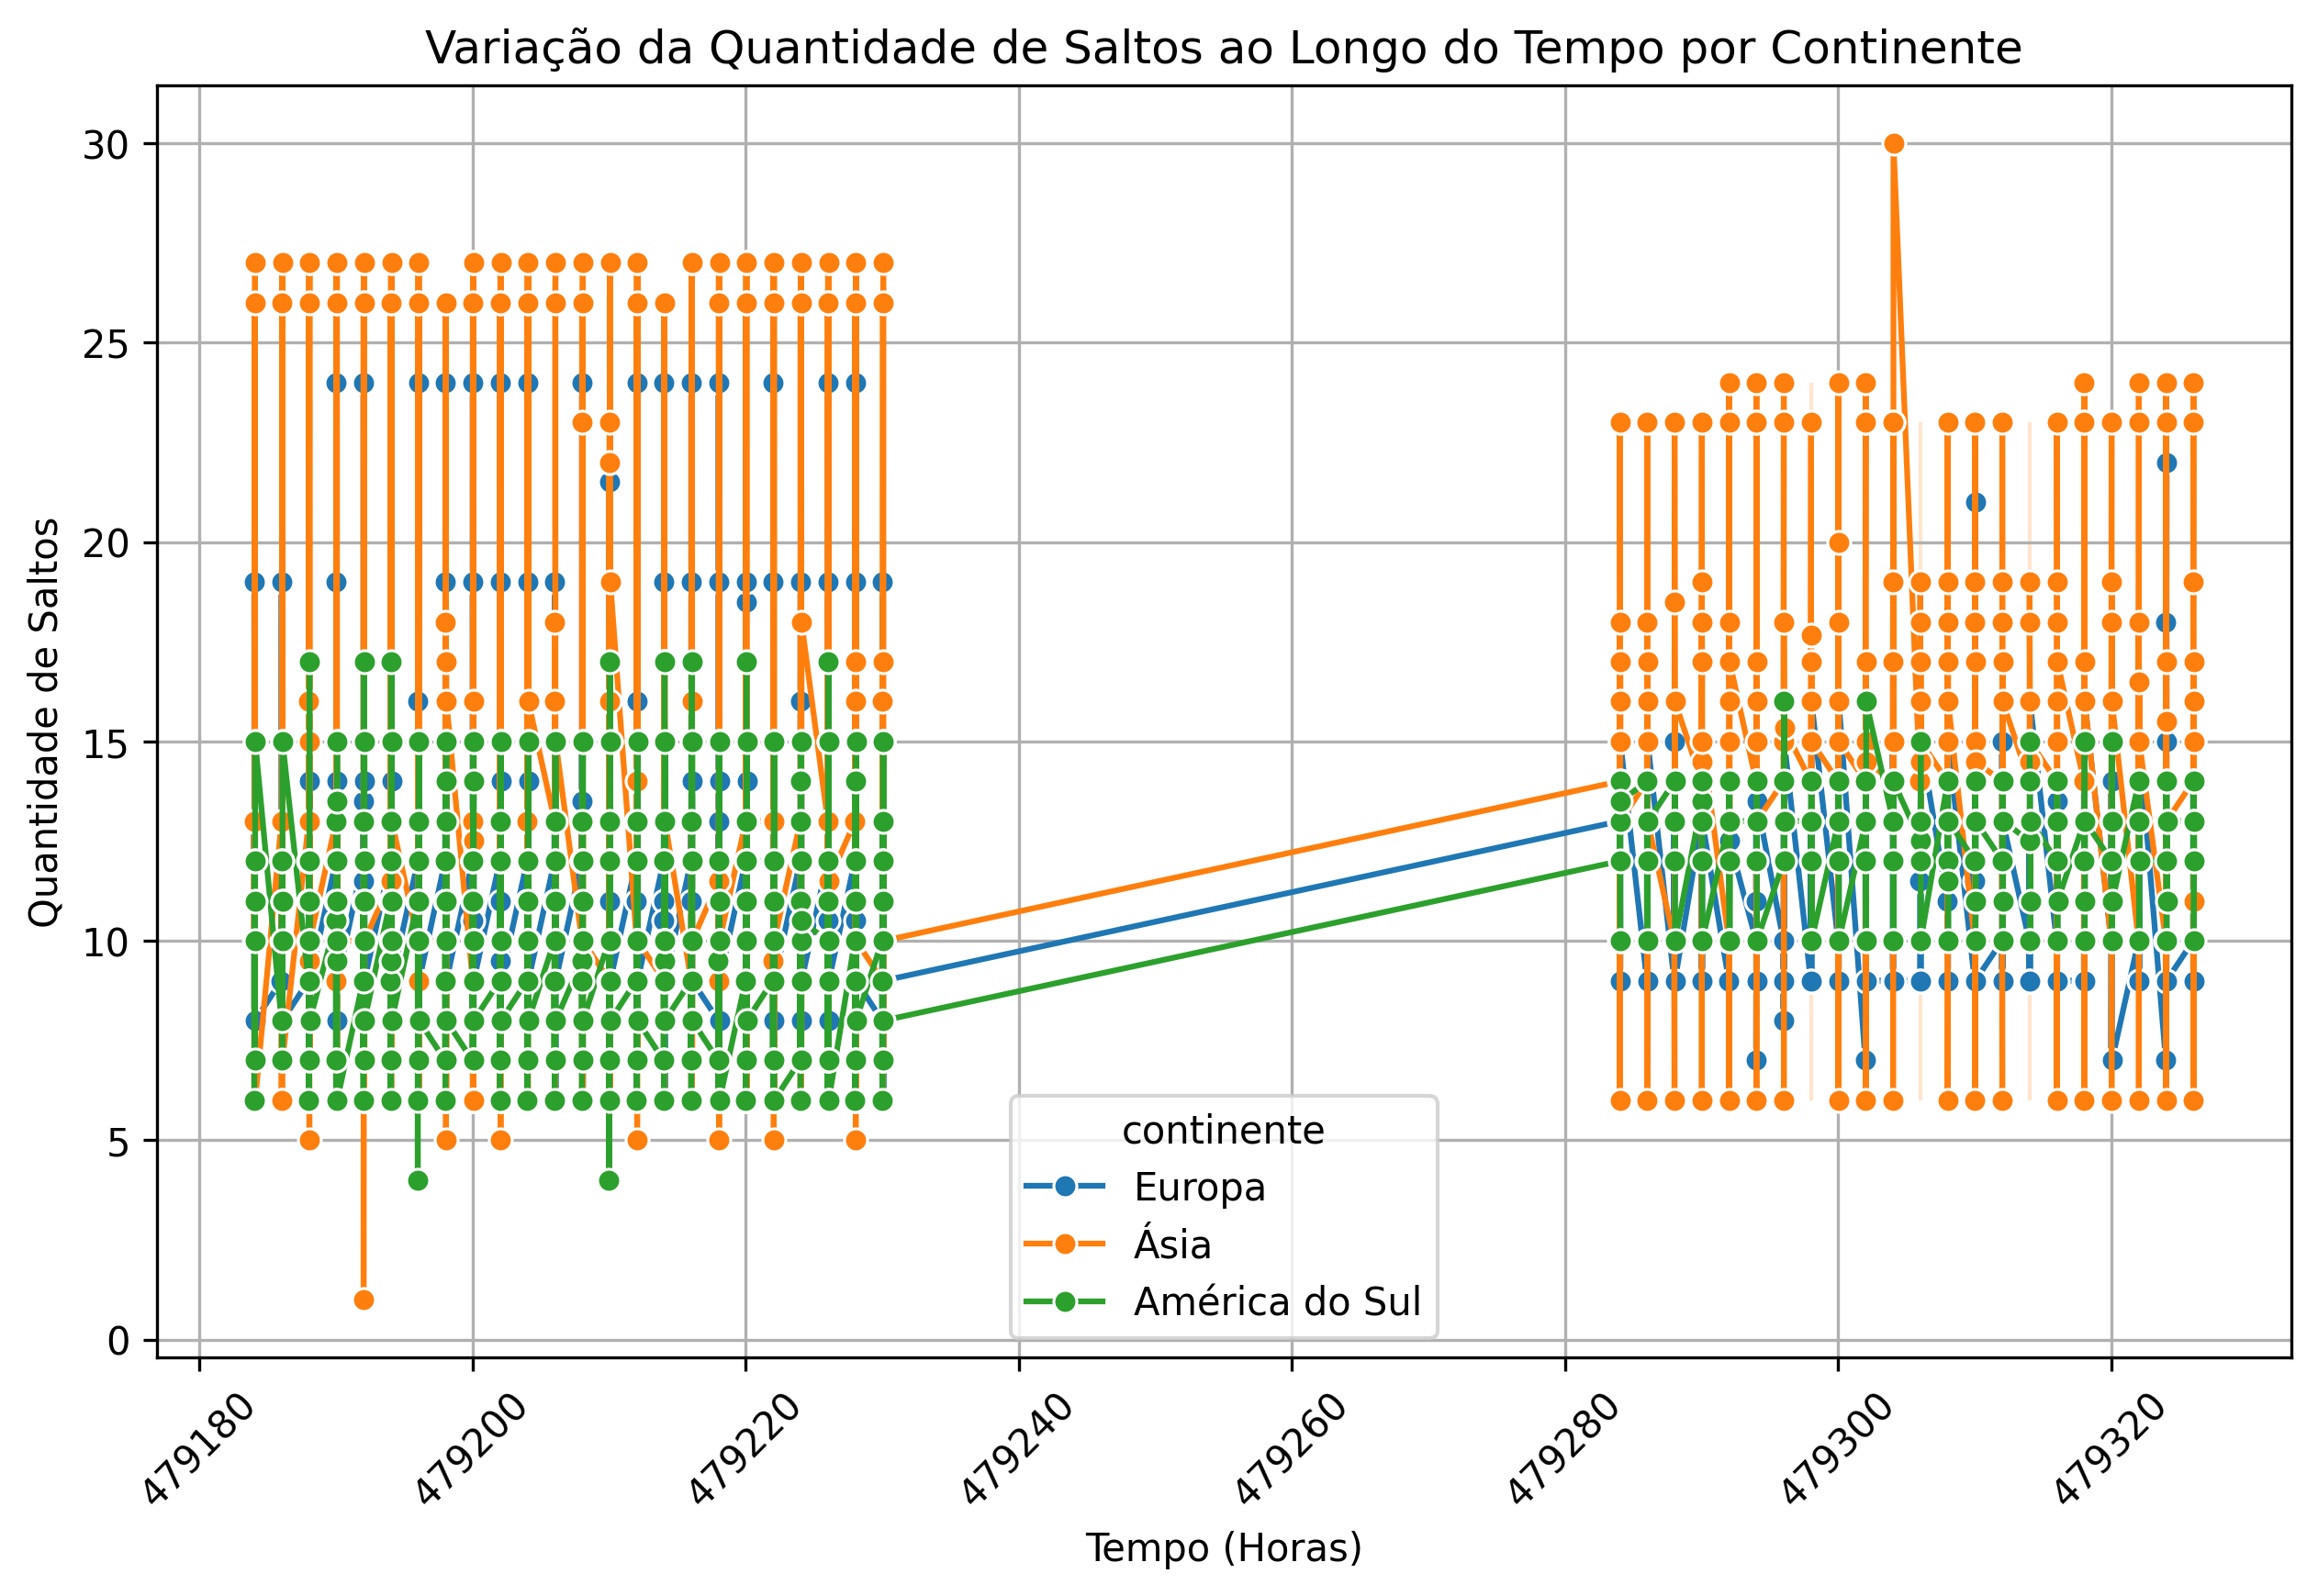 Variação da Quantidade de Saltos ao Longo do Tempo por Continente
Quantidade de Saltos
30
25
20
15
10
5
0
continente
Europa
Ásia
América do Sul
479180
479200
479220
479240
479260
479280
479300
479320
Tempo (Horas)